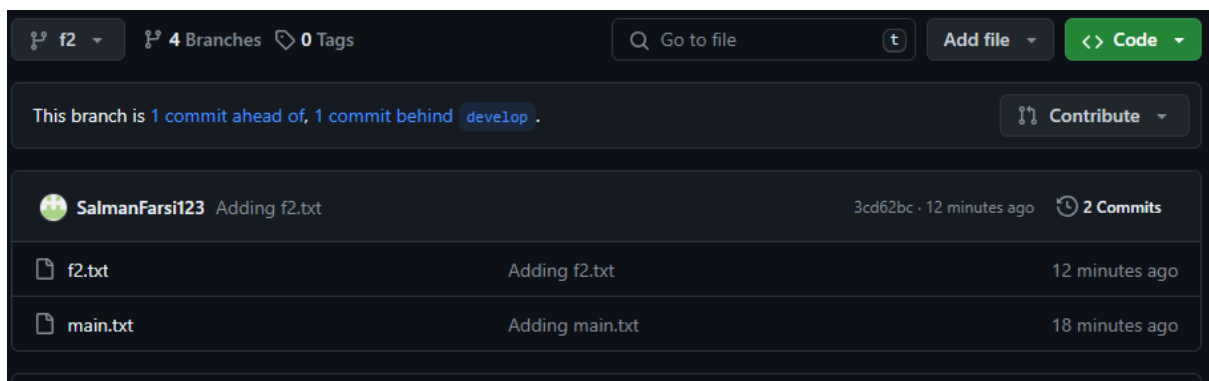 f2 4 Branches 0 Tags Go to file t Add file <> Code
This branch is 1 commit ahead of, 1 commit behind develop .
Contribute
SalmanFarsi123 Adding f2.txt 3cd62bc · 12 minutes ago 2 Commits
f2.txt Adding f2.txt 12 minutes ago
main.txt Adding main.txt 18 minutes ago